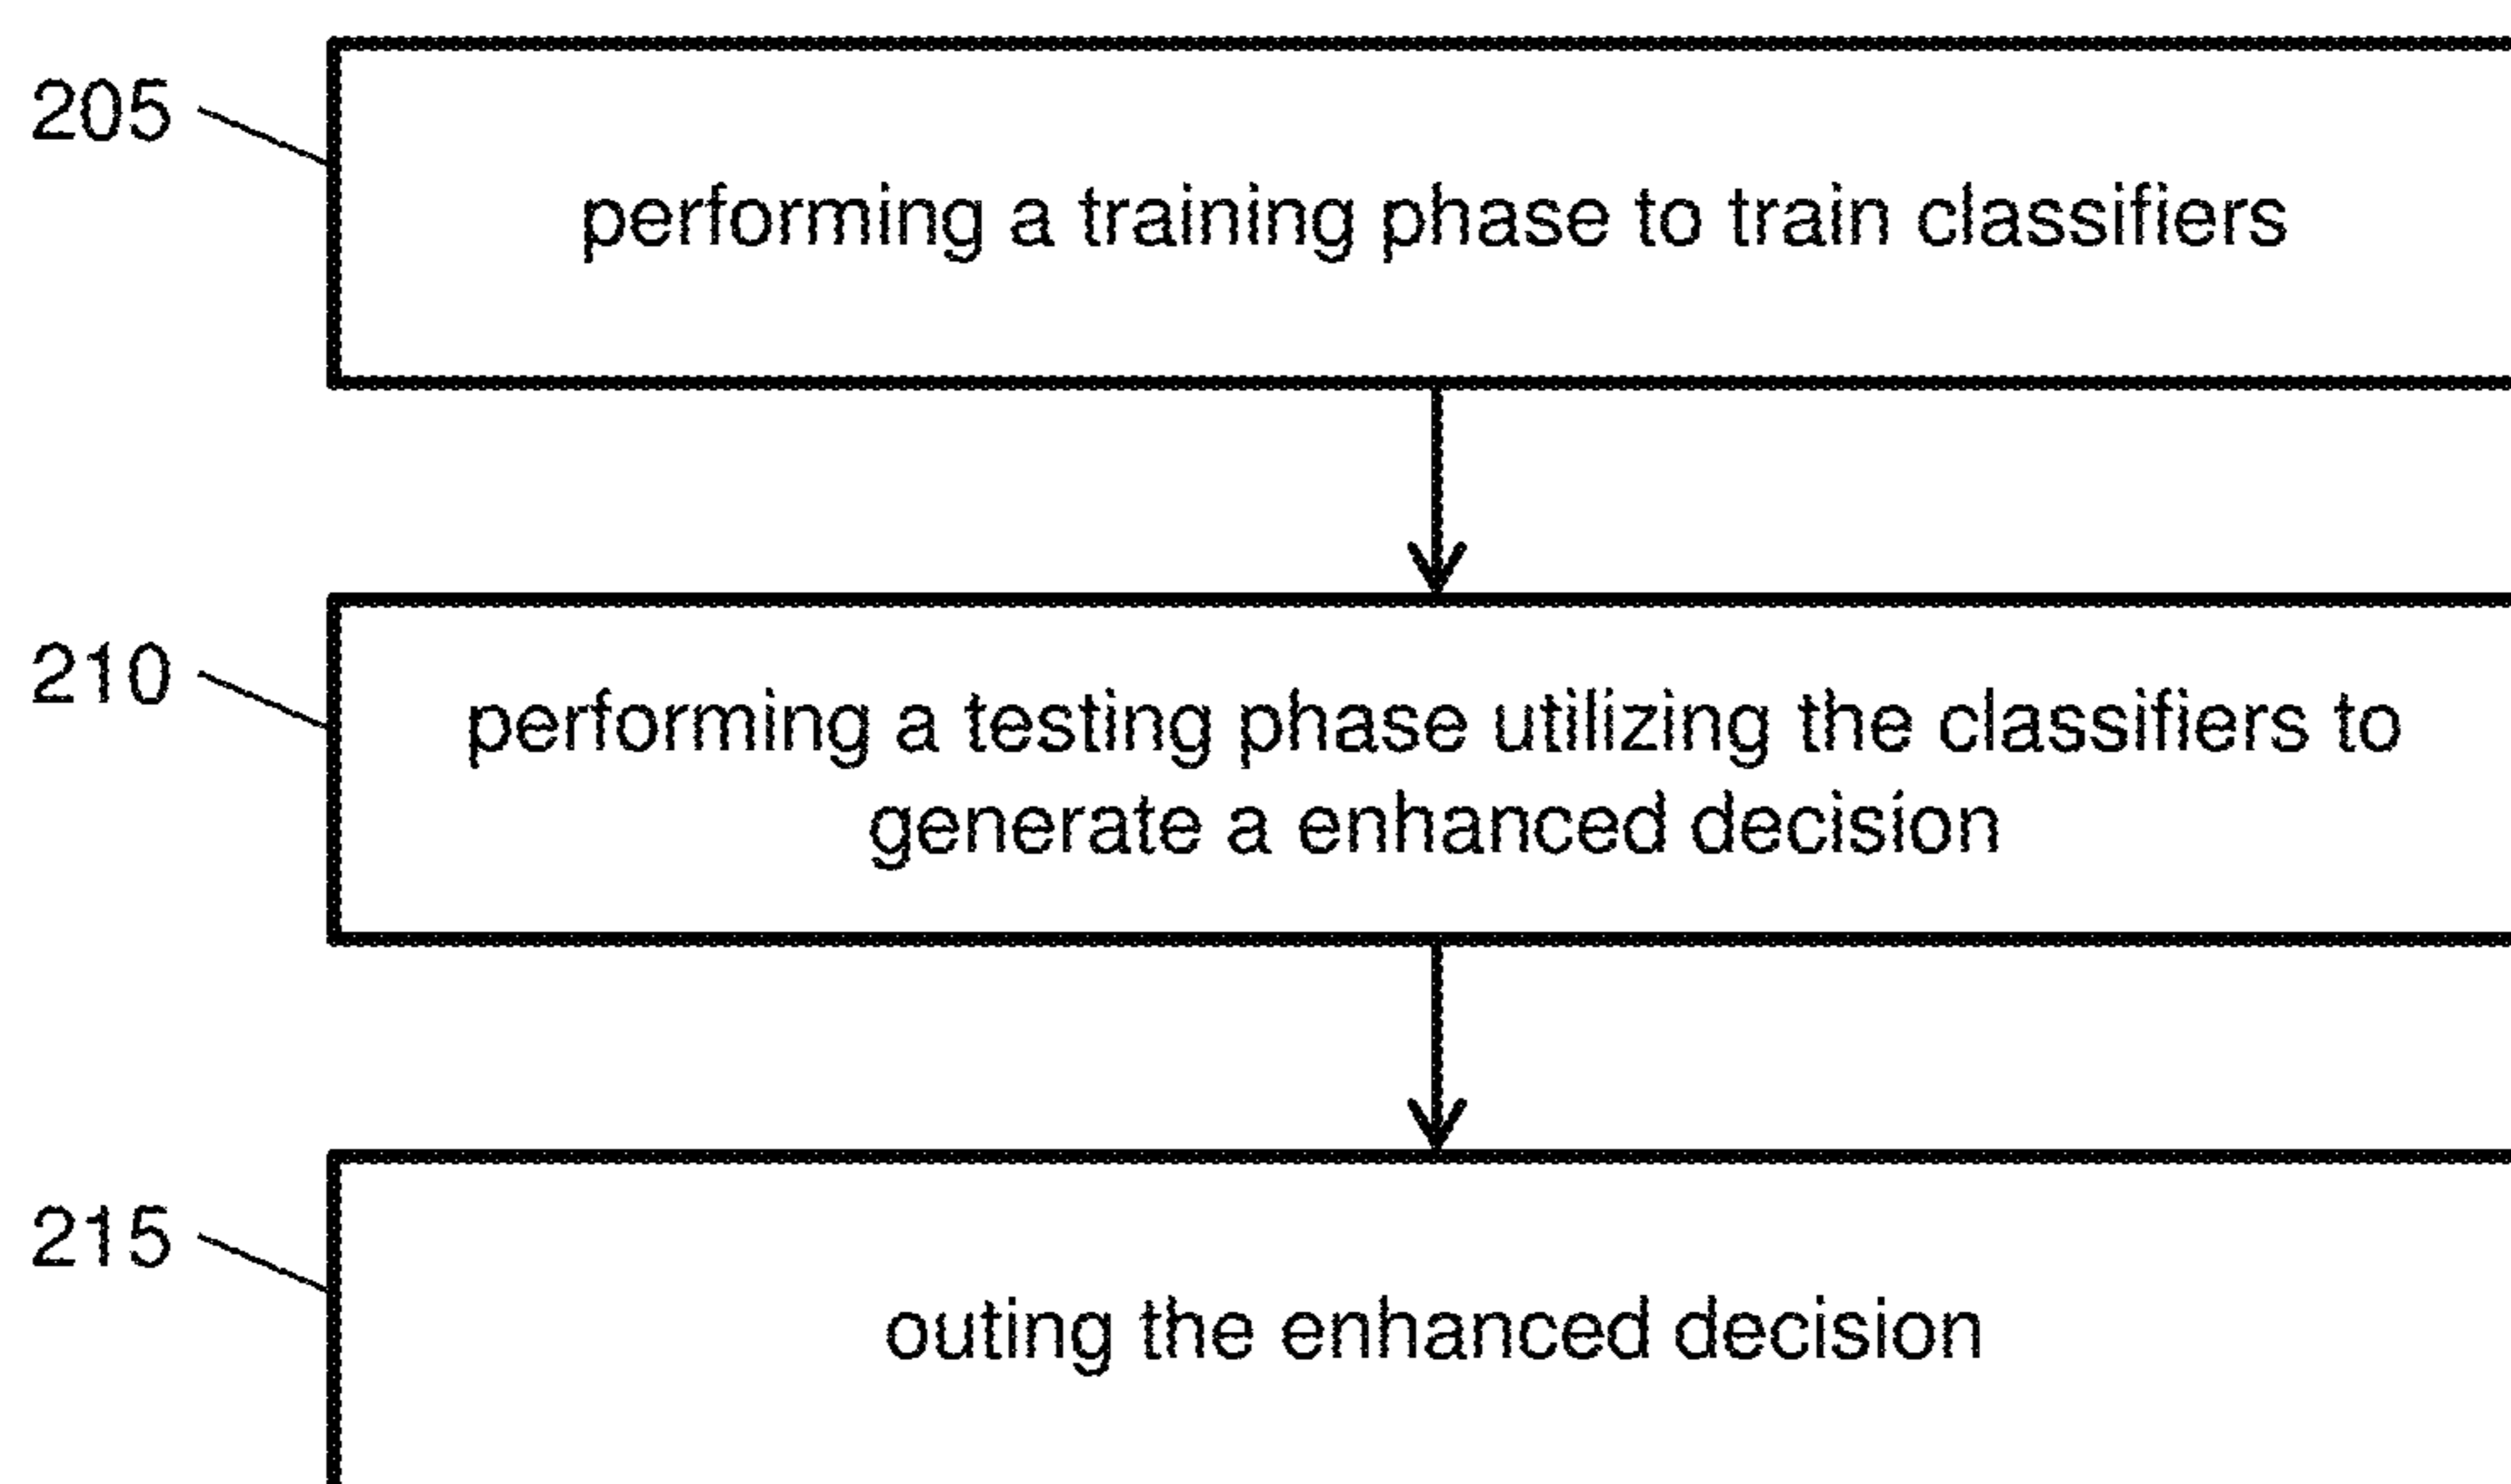 205
performing a training phase to train classifiers
210
performing a testing phase utilizing the classifiers to
generate a enhanced decision
215
outing the enhanced decision